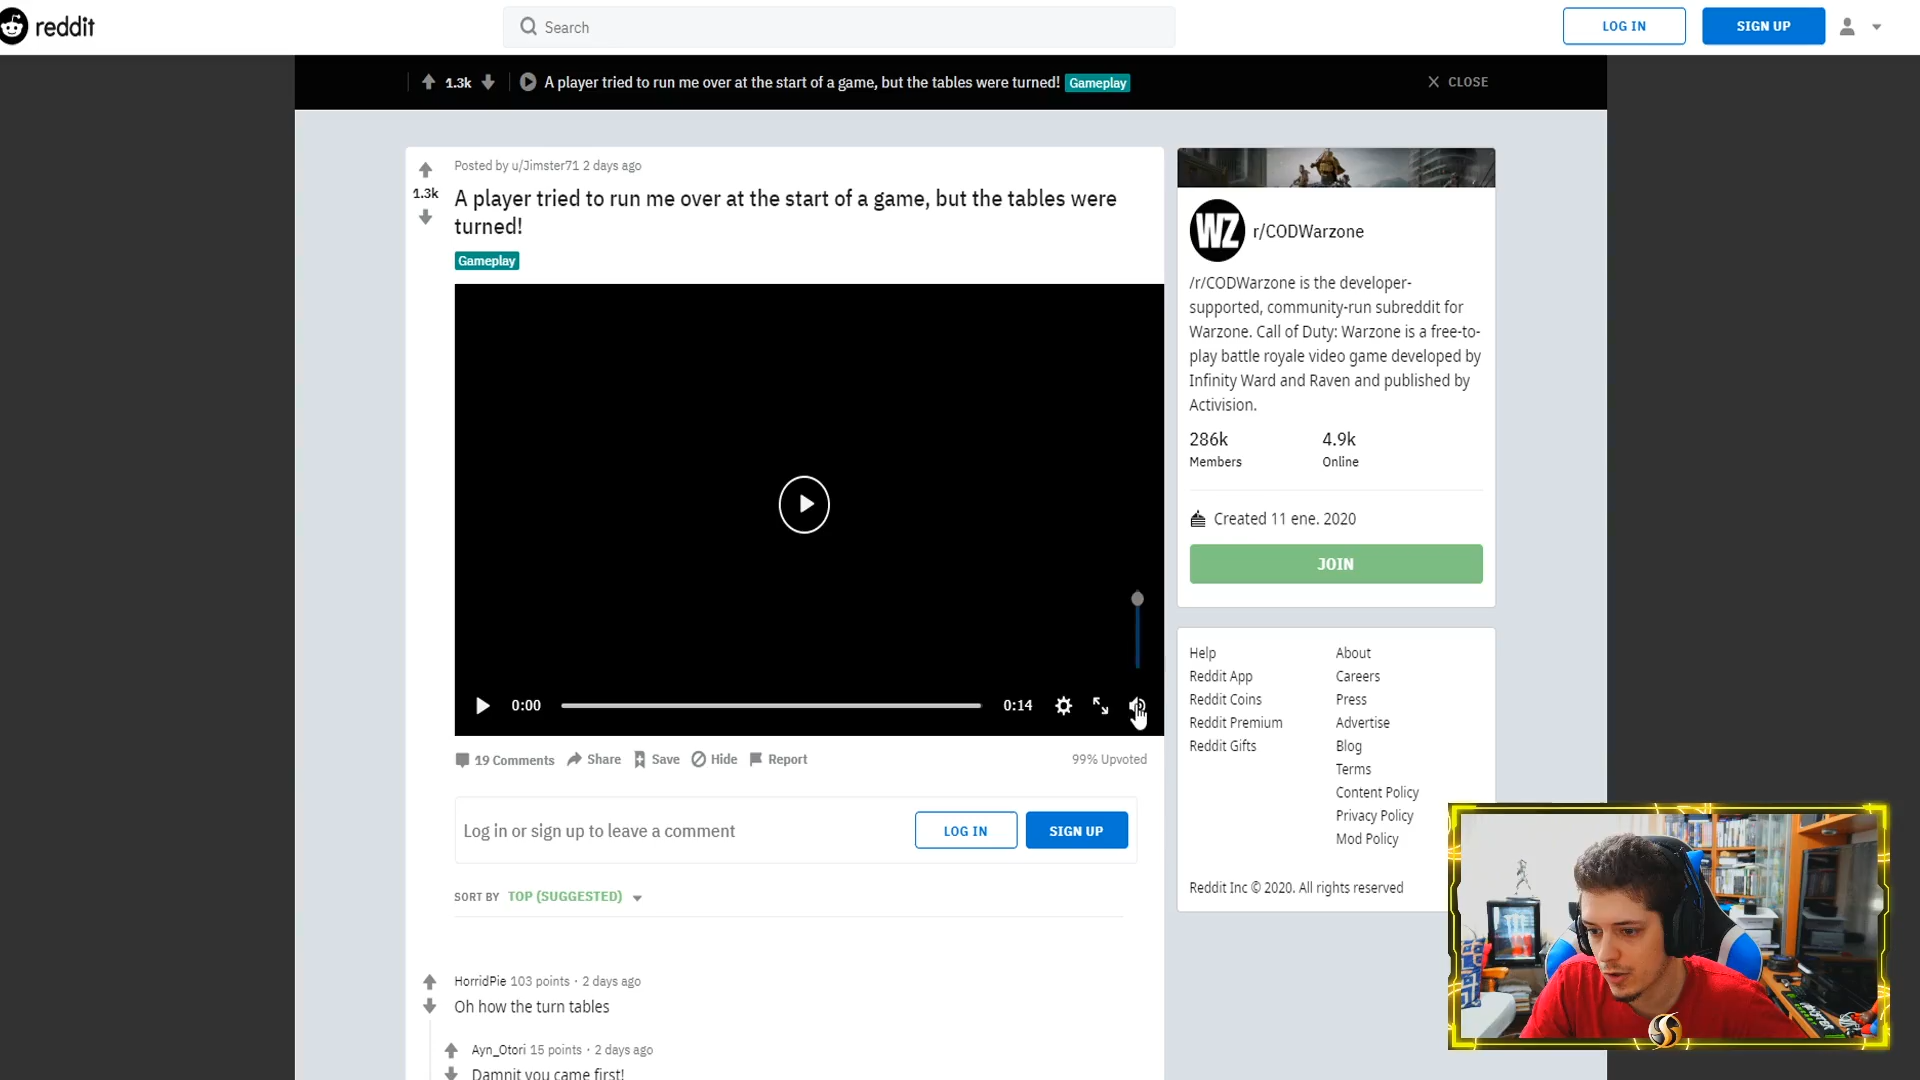 reddit
Search
LOG IN
SIGN UP
1.3k
A player tried to run me over at the start of a game, but the tables were turned!
Gameplay
CLOSE
Posted by u/Jimster71 2 days ago
1.3k
A player tried to run me over at the start of a game, but the tables were
turned!
Gameplay
0:00
0:14
19 Comments
Share
Save
Hide
Report
99% Upvoted
Log in or sign up to leave a comment
LOG IN
SIGN UP
SORT BY TOP (SUGGESTED)
HorridPie 103 points · 2 days ago
Oh how the turn tables
Ayn_Otori 15 points · 2 days ago
Damnit you came first!
WZ
r/CODWarzone
/r/CODWarzone is the developer-
supported, community-run subreddit for
Warzone. Call of Duty: Warzone is a free-to-
play battle royale video game developed by
Infinity Ward and Raven and published by
Activision.
286k
Members
4.9k
Online
Created 11 ene. 2020
JOIN
Help
Reddit App
Reddit Coins
Reddit Premium
Reddit Gifts
About
Careers
Press
Advertise
Blog
Terms
Content Policy
Privacy Policy
Mod Policy
Reddit Inc © 2020. All rights reserved